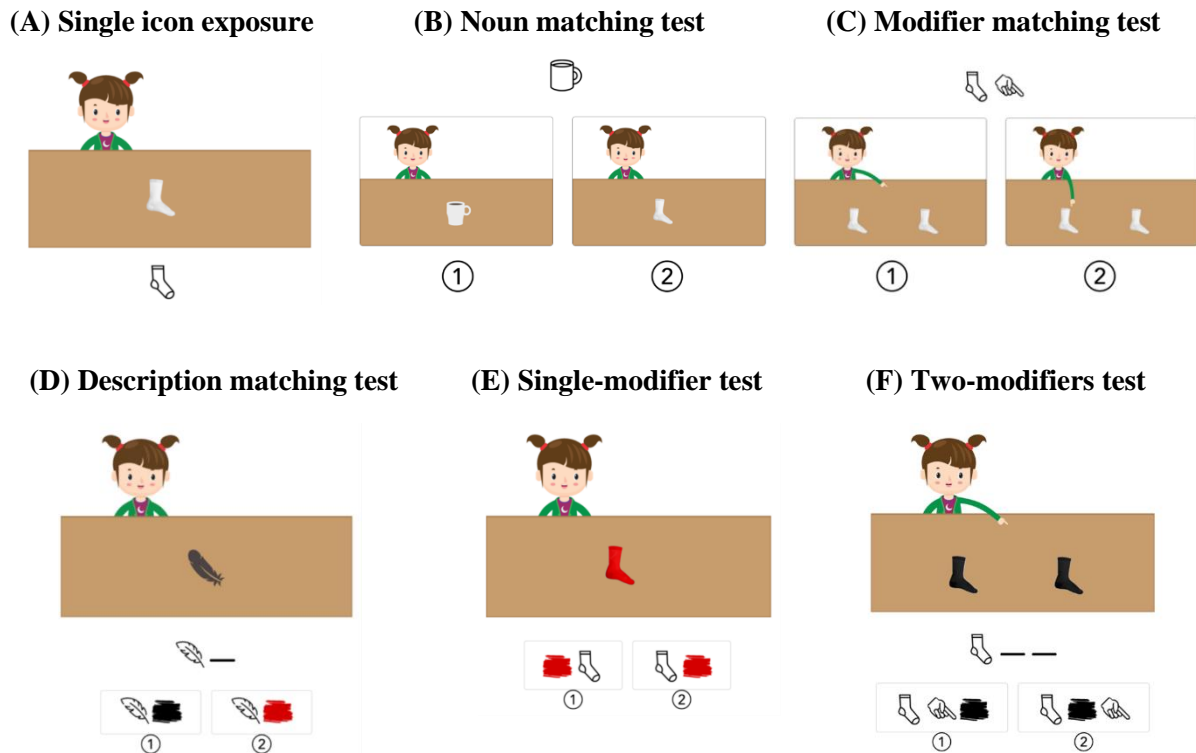 (A) Single icon exposure
(B) Noun matching test
(C) Modifier matching test
①
②
①
②
(D) Description matching test
(E) Single-modifier test
(F) Two-modifiers test
①
②
①
②
①
②